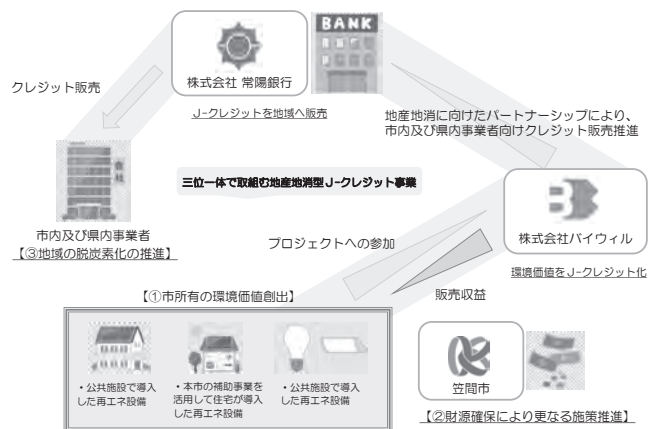 BANK
株式会社 常陽銀行
J-クレジットを地域へ販売
クレジット販売
地産地消に向けたパートナーシップにより、
市内及び県内事業者向けクレジット販売推進
会社
三位一体で取組む地産地消型J-クレジット事業
市内及び県内事業者
【③地域の脱炭素化の推進】
株式会社バイウィル
環境価値をJ-クレジット化
プロジェクトへの参加
販売収益
【①市所有の環境価値創出】
・公共施設で導入
した再エネ設備
・本市の補助事業を
活用して住宅が導入
した再エネ設備
・公共施設で導入
した再エネ設備
笠間市
【②財源確保により更なる施策推進】